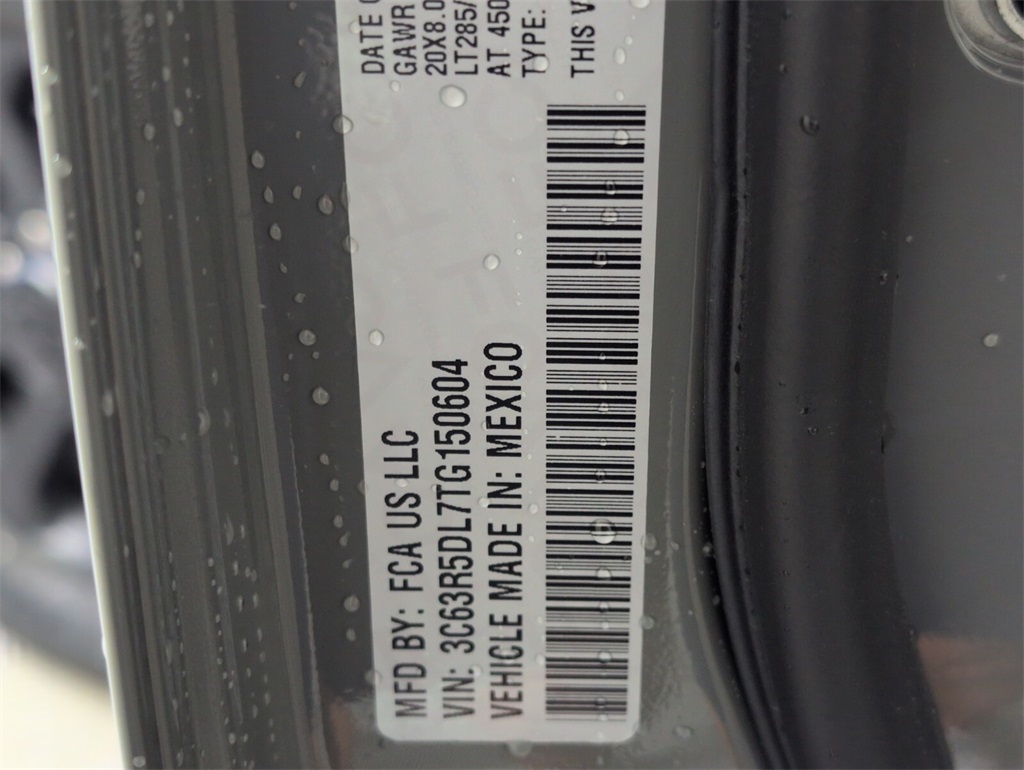 MFD BY: FCA US LLC
VIN: 3C63R5DL7TG150604
VEHICLE MADE IN: MEXICO
DATE
GAWR
20X8.0
LT285/
AT 450
TYPE:
THIS V